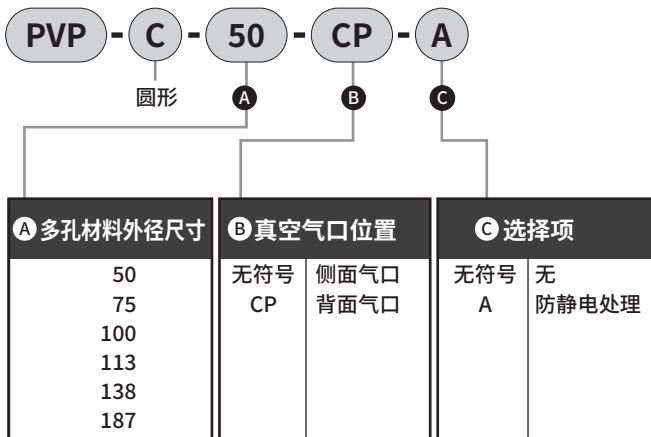 PVP - C - 50 - CP - A
圆形
A B C
A 多孔材料外径尺寸
50
75
100
113
138
187
B 真空气口位置
无符号 侧面气口
CP 背面气口
C 选择项
无符号 无
A 防静电处理